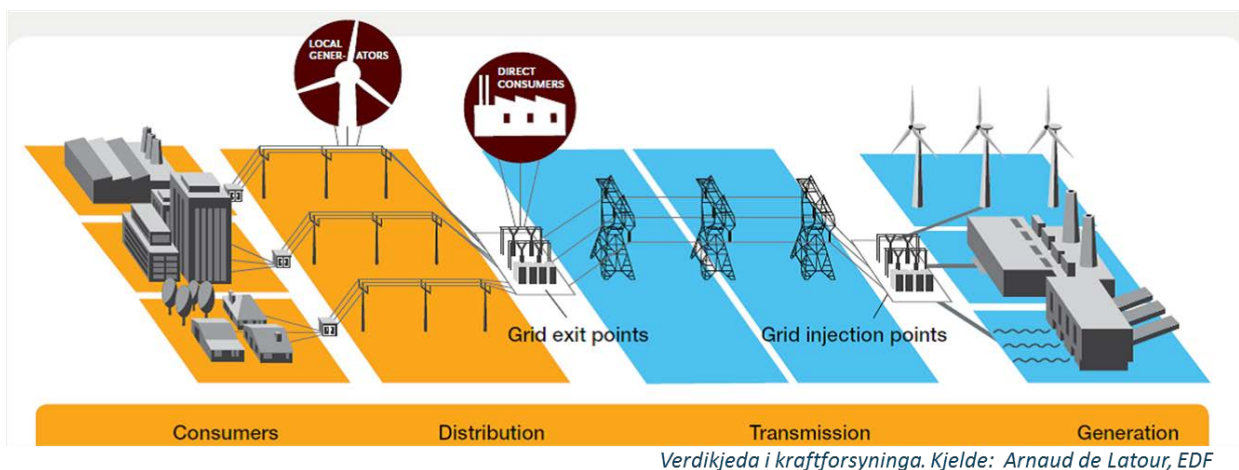 LOCAL
GENER-ATORS
DIRECT
CONSUMERS
Grid exit points
Grid injection points
Consumers
Distribution
Transmission
Generation
Verdikjeda i kraftforsyninga. Kjelde: Arnaud de Latour, EDF